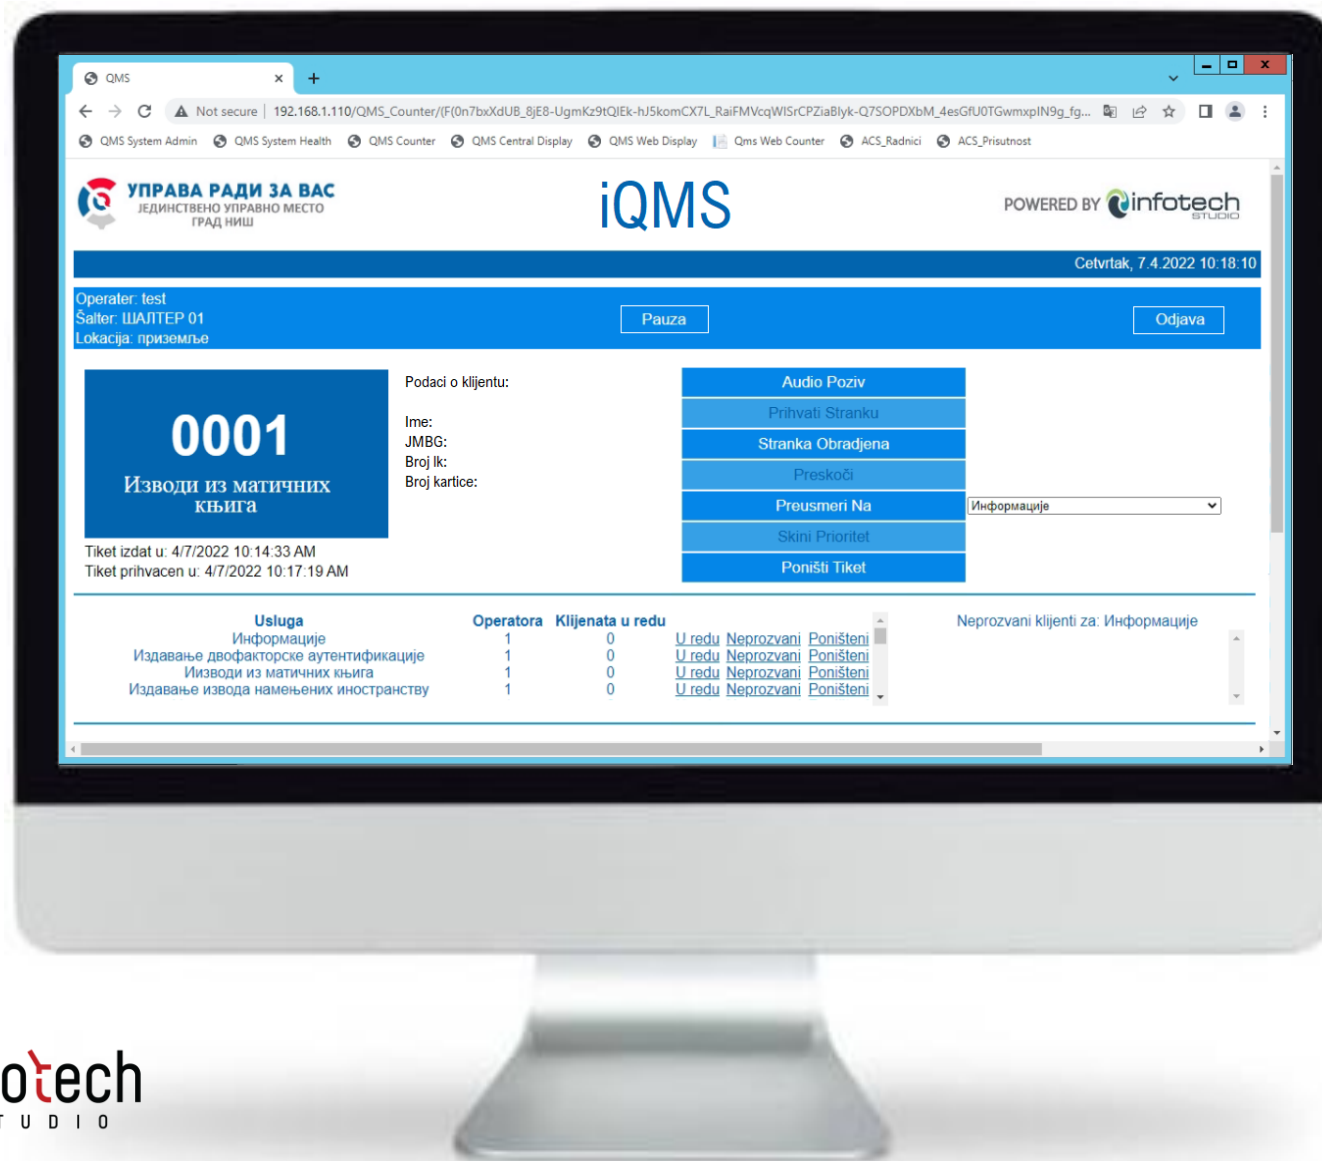 QMS
Not secure | 192.168.1.110/QMS_Counter/(F(0n7bxXdUB_8jE8-UgmKz9tQIEk-hJ5komCX7L_RaiFMVcqWISrCPZiaBlyk-Q7SOPDXbM_4esGfU0TGwmxpIN9g_fg...
QMS System Admin QMS System Health QMS Counter QMS Central Display QMS Web Display Qms Web Counter ACS_Radnici ACS_Prisutnost
УПРАВА РАДИ ЗА ВАС
ЈЕДИНСТВЕНО УПРАВНО МЕСТО
ГРАД НИШ
iQMS
POWERED BY infotech
STUDIO
Cetvrtak, 7.4.2022 10:18:10
Operater: test
Šalter: ШАЛТЕР 01
Lokacija: приземље
Pauza
Odjava
0001
Изводи из матичних
књига
Tiket izdat u: 4/7/2022 10:14:33 AM
Tiket prihvacen u: 4/7/2022 10:17:19 AM
Podaci o klijentu:
Ime:
JMBG:
Broj lk:
Broj kartice:
Audio Poziv
Prihvati Stranku
Stranka Obradjena
Preskoči
Preusmeri Na
Информације
Skini Prioritet
Poništi Tiket
Usluga Operatora Klijenata u redu
Информације 1 0 U redu Neprozvani Poništeni
Издавање двофакторске аутентификације 1 0 U redu Neprozvani Poništeni
Иизводи из матичних књига 1 0 U redu Neprozvani Poništeni
Издавање извода намењених иностранству 1 0 U redu Neprozvani Poništeni
Neprozvani klijenti za: Информације
otech
TUDIO